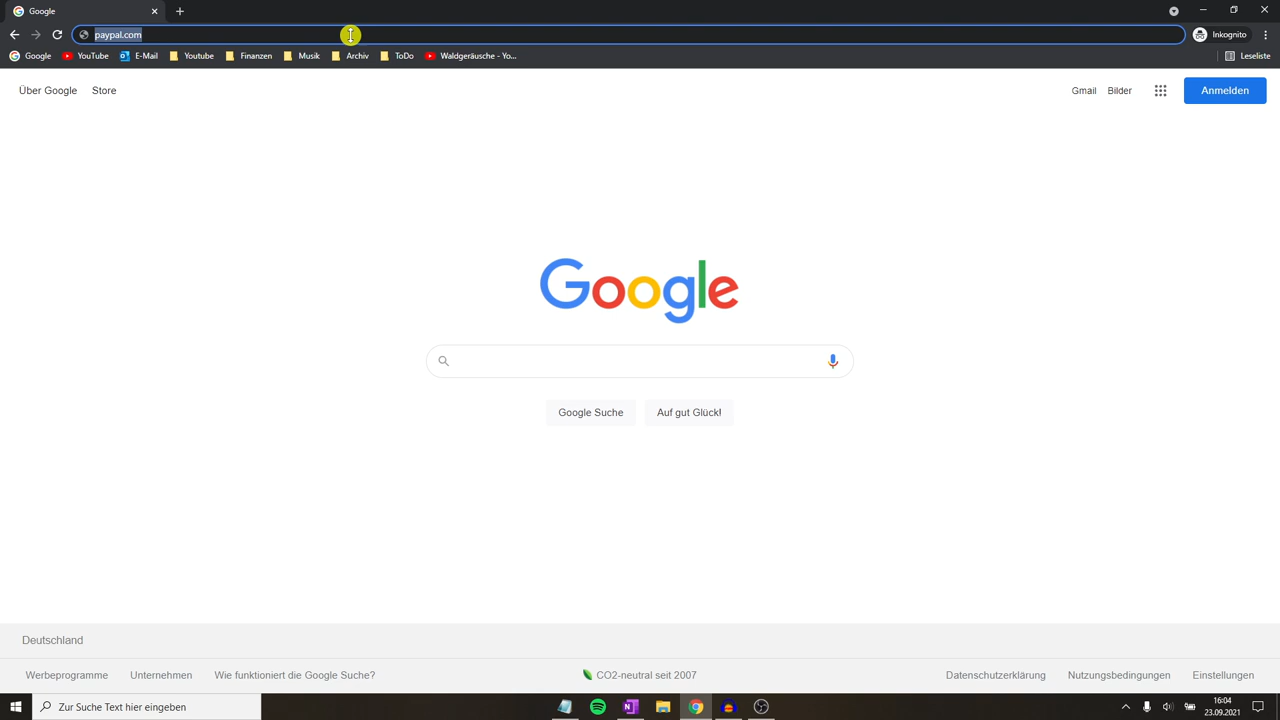 Google
paypal.com
Inkognito
Google YouTube E-Mail Youtube Finanzen Musik Archiv ToDo Waldgeräusche - Yo... Leseliste
Über Google Store Gmail Bilder Anmelden
Google
Google Suche Auf gut Glück!
Deutschland
Werbeprogramme Unternehmen Wie funktioniert die Google Suche? CO2-neutral seit 2007 Datenschutzerklärung Nutzungsbedingungen Einstellungen
Zur Suche Text hier eingeben
16:04
23.09.2021